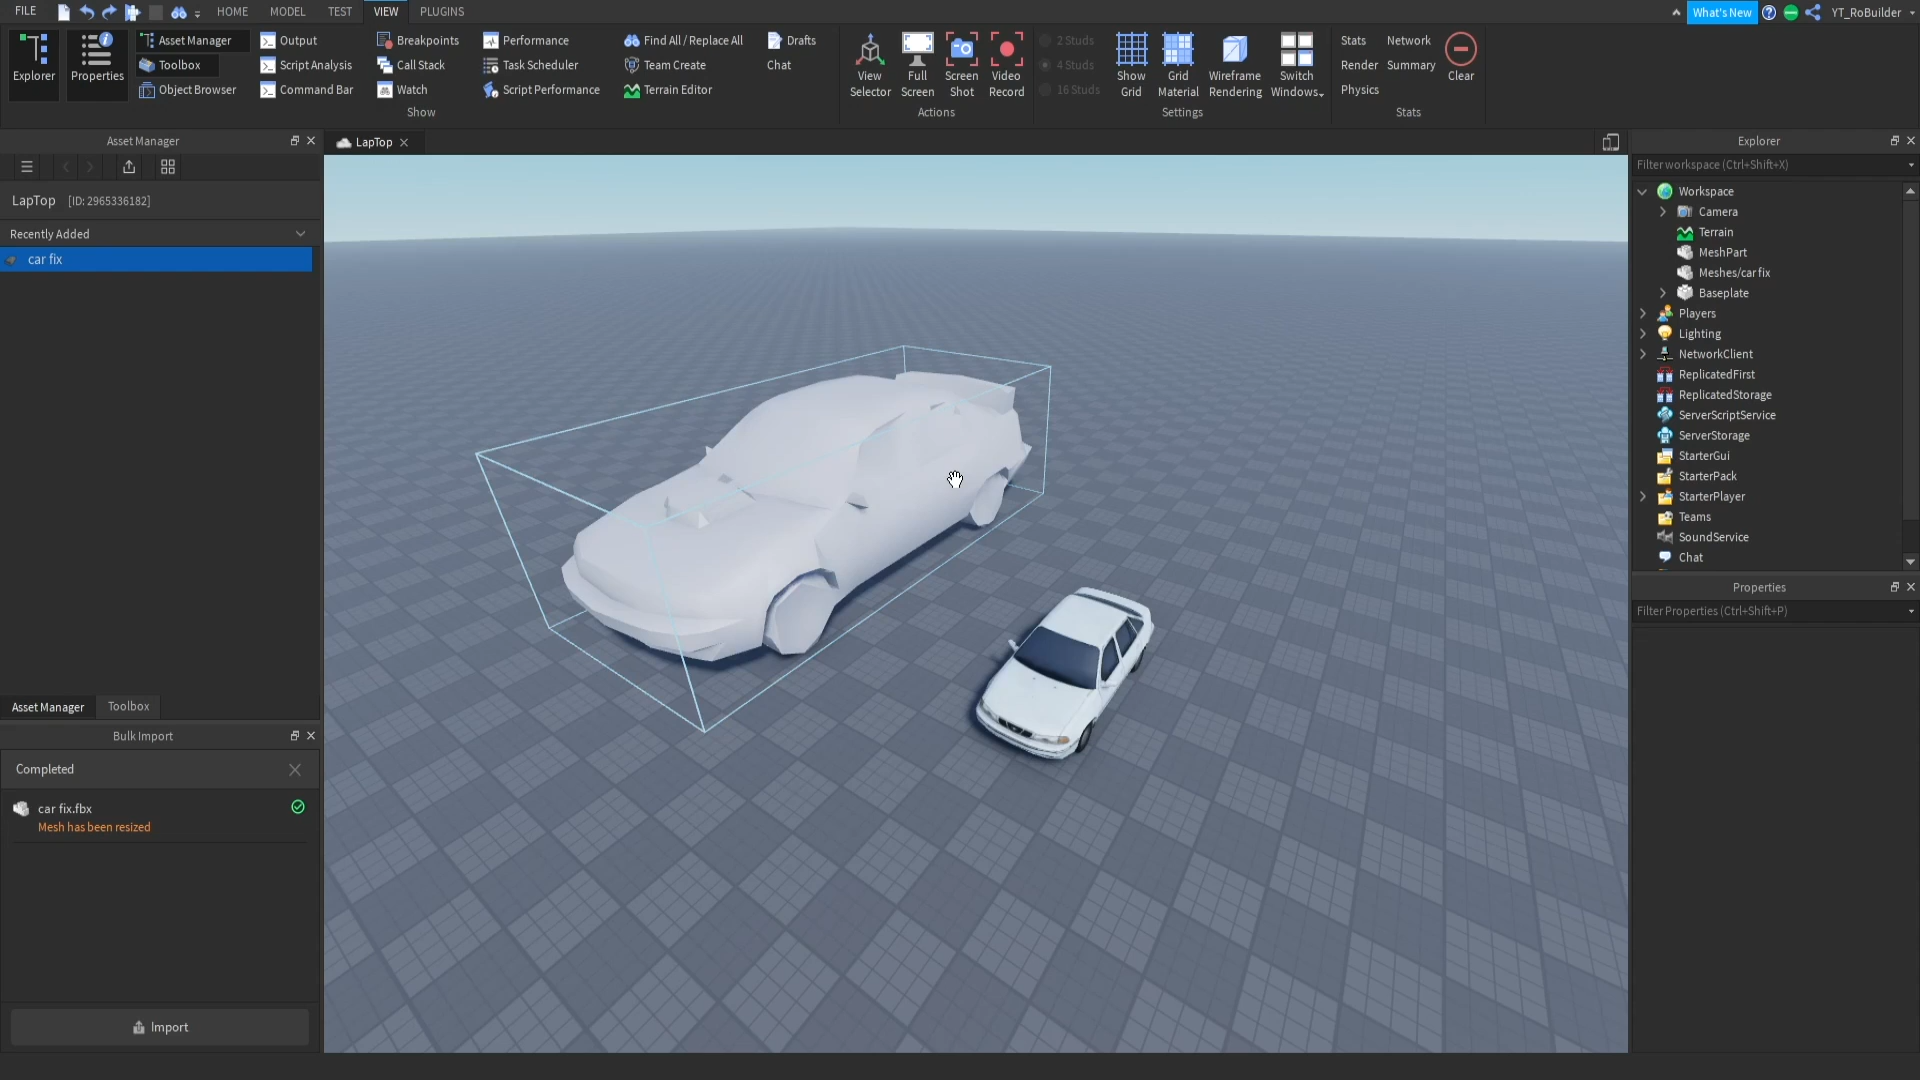 FILE HOME MODEL TEST VIEW PLUGINS What's New YT_RoBuilder
Explorer
Properties
Asset Manager
Toolbox
Object Browser
Output
Script Analysis
Command Bar
Breakpoints
Call Stack
Watch
Performance
Task Scheduler
Script Performance
Find All / Replace All
Team Create
Terrain Editor
Drafts
Chat
Show
View
Selector
Full
Screen
Screen
Shot
Video
Record
Actions
2 Studs
4 Studs
16 Studs
Show
Grid
Grid
Material
Wireframe
Rendering
Switch
Windows
Settings
Stats
Render
Physics
Network
Summary
Clear
Stats
Asset Manager
LapTop [ID: 2965336182]
Recently Added
car fix
Asset Manager Toolbox
Bulk Import
Completed
car fix.fbx
Mesh has been resized
Import
LapTop
Explorer
Filter workspace (Ctrl+Shift+X)
Workspace
Camera
Terrain
MeshPart
Meshes/car fix
Baseplate
Players
Lighting
NetworkClient
ReplicatedFirst
ReplicatedStorage
ServerScriptService
ServerStorage
StarterGui
StarterPack
StarterPlayer
Teams
SoundService
Chat
Properties
Filter Properties (Ctrl+Shift+P)